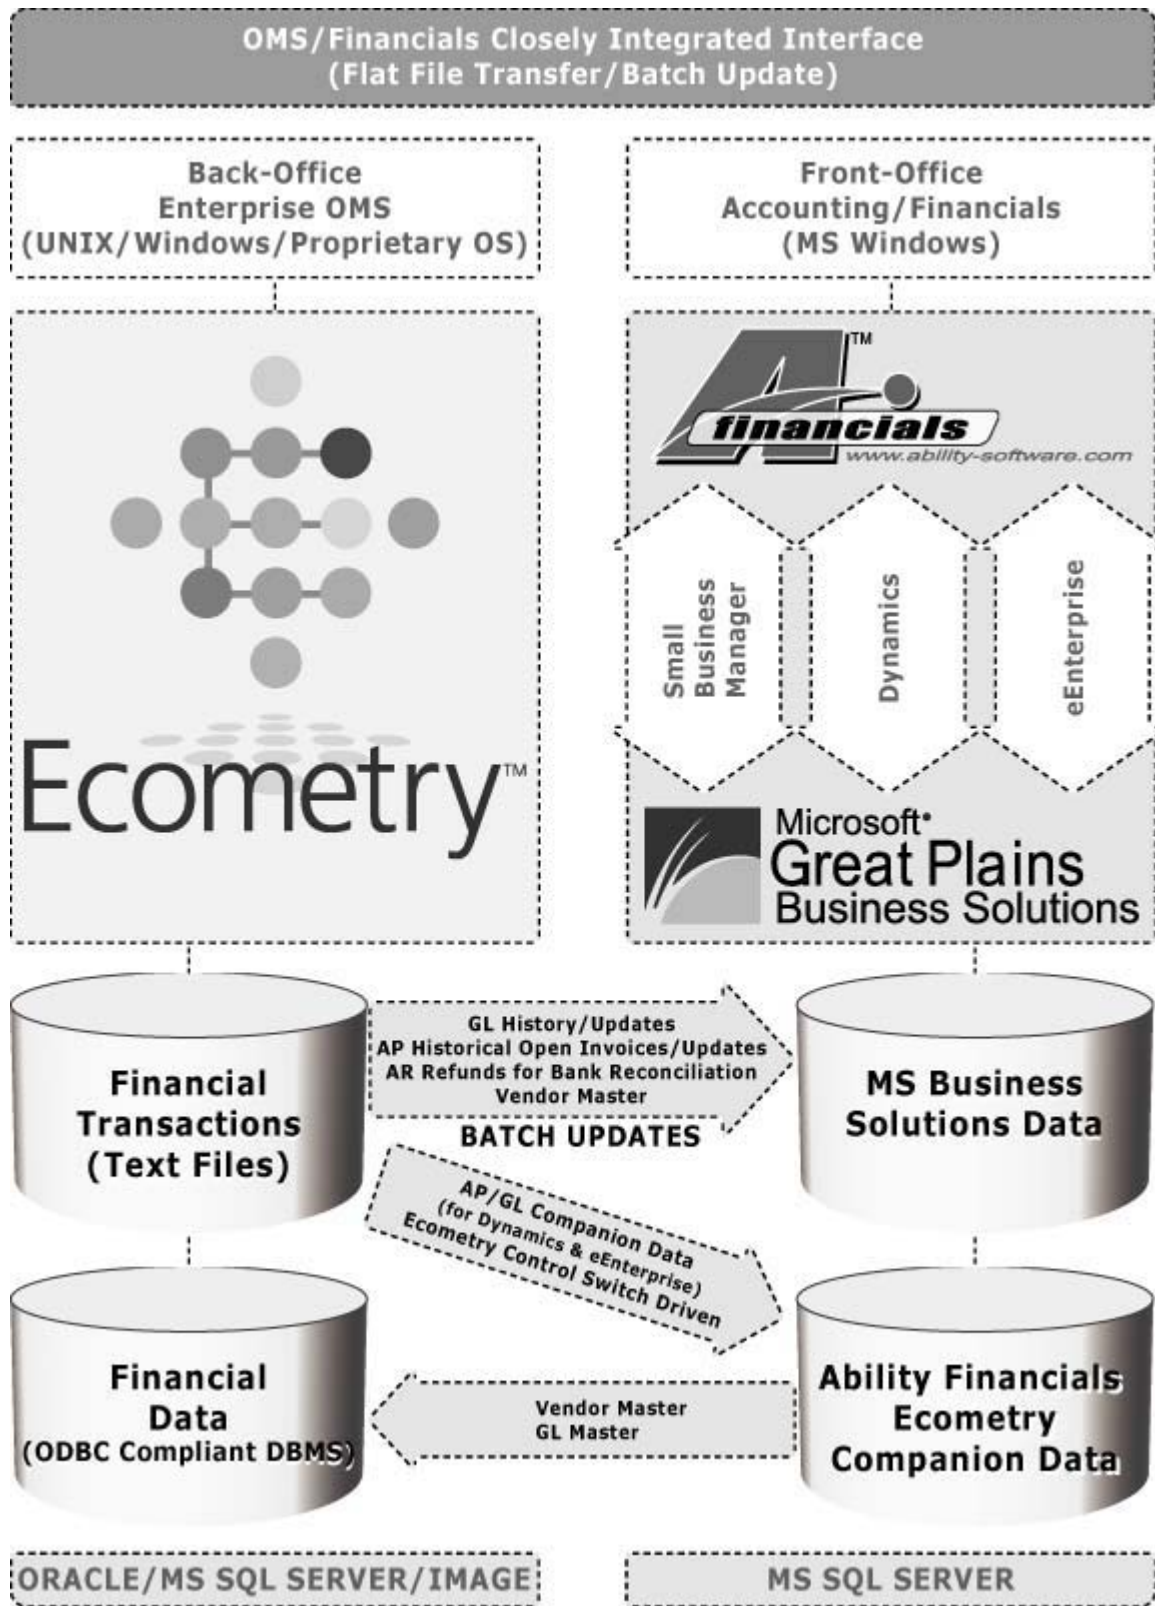 OMS/Financials Closely Integrated Interface
(Flat File Transfer/Batch Update)
Back-Office
Enterprise OMS
(UNIX/Windows/Proprietary OS)
Front-Office
Accounting/Financials
(MS Windows)
Ecometry™
A™
financials
www.ability-software.com
Small
Business
Manager
Dynamics
eEnterprise
Microsoft•
Great Plains
Business Solutions
Financial
Transactions
(Text Files)
GL History/Updates
AP Historical Open Invoices/Updates
AR Refunds for Bank Reconciliation
Vendor Master
BATCH UPDATES
MS Business
Solutions Data
AP/GL Companion Data
(for Dynamics & eEnterprise)
Ecometry Control Switch Driven
Financial
Data
(ODBC Compliant DBMS)
Vendor Master
GL Master
Ability Financials
Ecometry
Companion Data
ORACLE/MS SQL SERVER/IMAGE
MS SQL SERVER